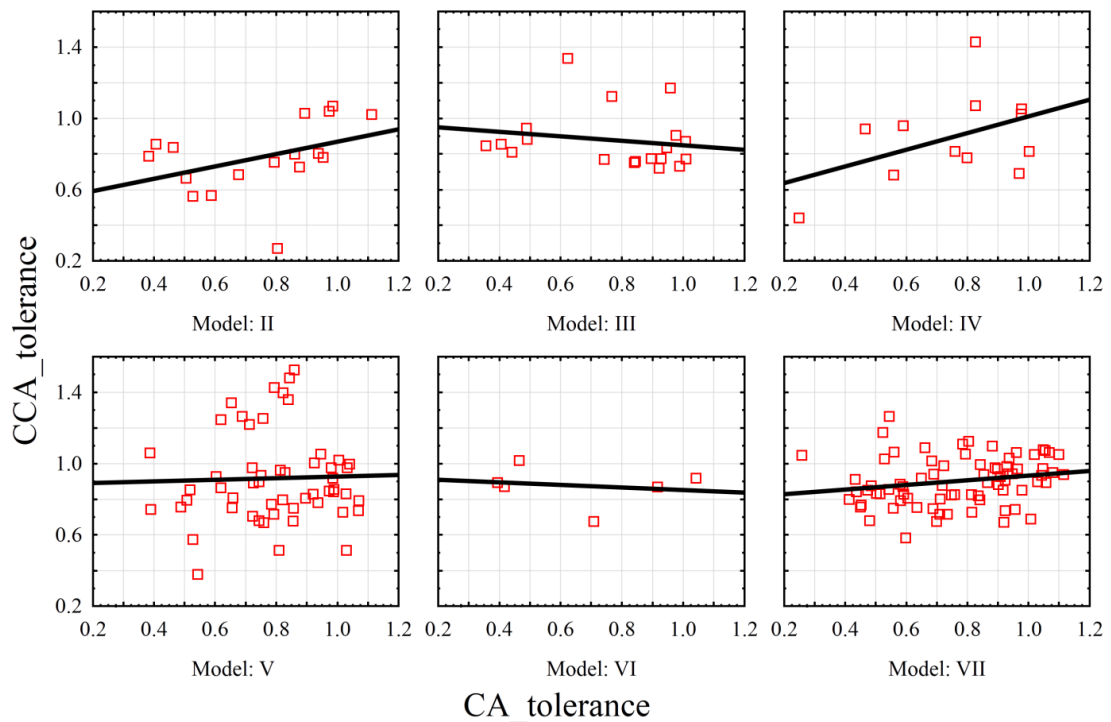 CCA_tolerance
1.4
1.0
0.6
0.2
0.2 0.4 0.6 0.8 1.0 1.2
0.2 0.4 0.6 0.8 1.0 1.2
0.2 0.4 0.6 0.8 1.0 1.2
Model: II
Model: III
Model: IV
1.4
1.0
0.6
0.2
0.2 0.4 0.6 0.8 1.0 1.2
0.2 0.4 0.6 0.8 1.0 1.2
0.2 0.4 0.6 0.8 1.0 1.2
Model: V
Model: VI
Model: VII
CA_tolerance